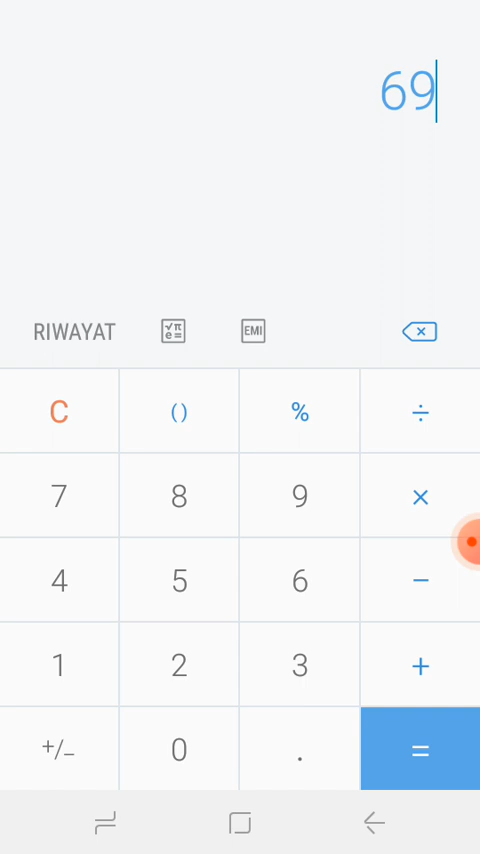 69
RIWAYAT √π e= EMI
C () % ÷
7 8 9 ×
4 5 6 −
1 2 3 +
+/− 0 . =